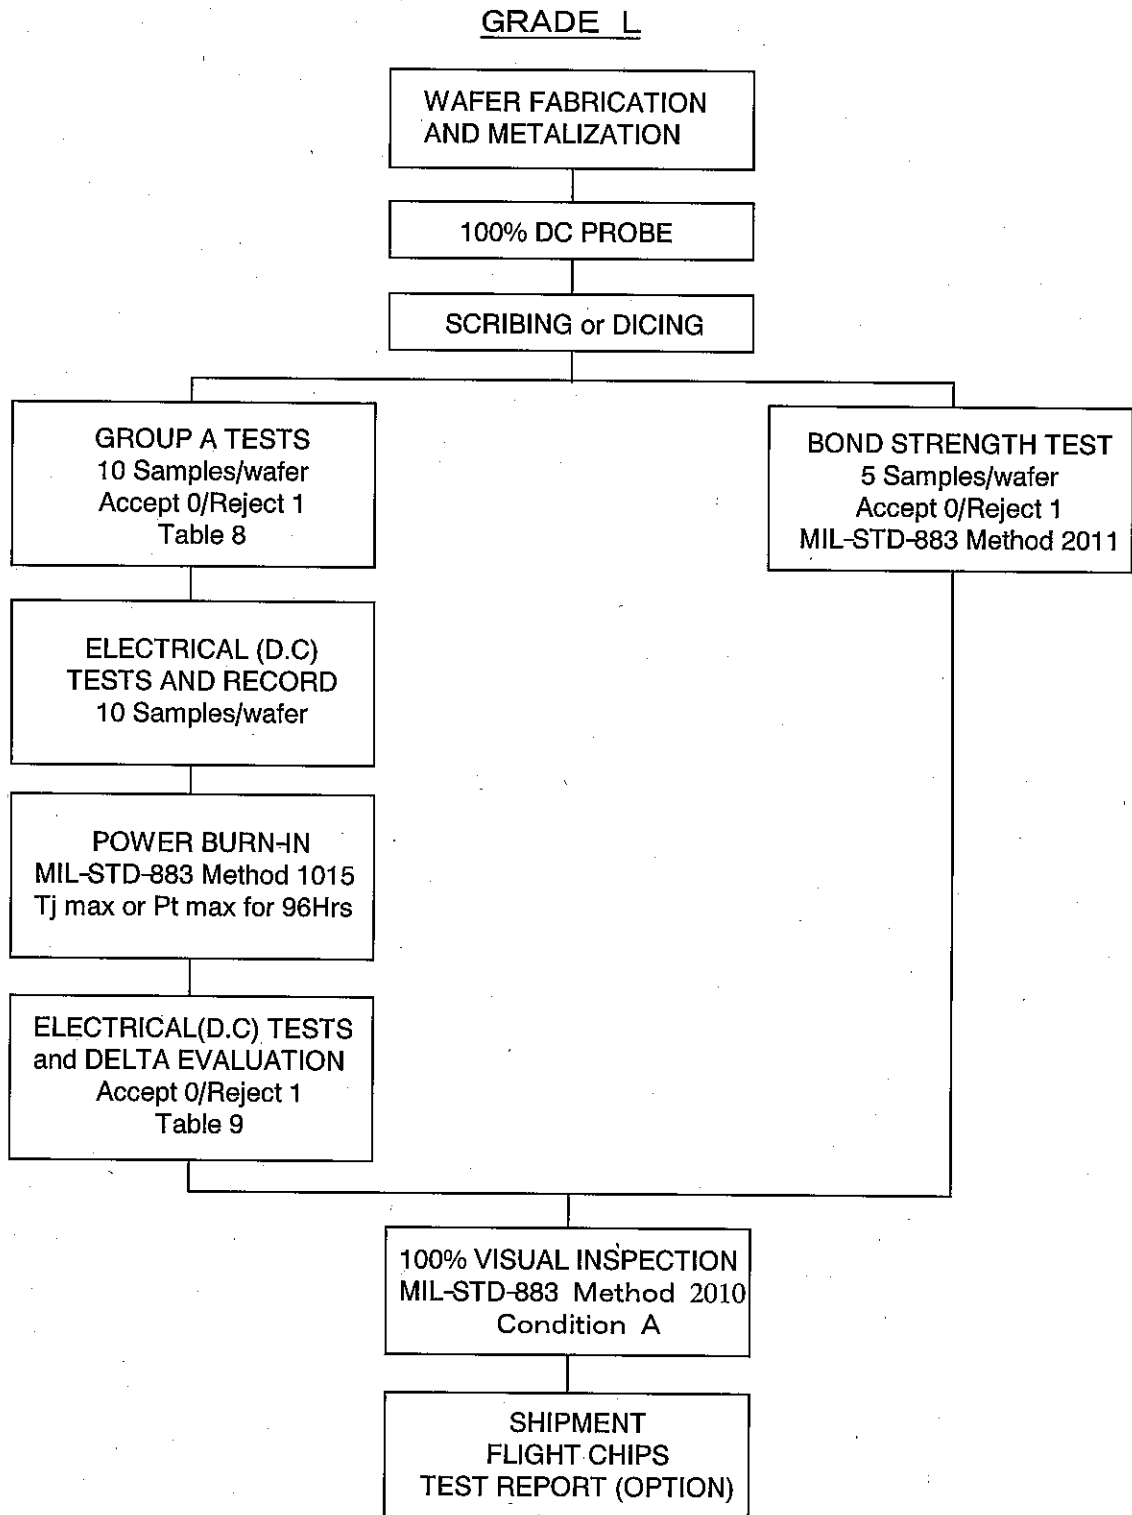 GRADE L
WAFER FABRICATION
AND METALIZATION
100% DC PROBE
SCRIBING or DICING
GROUP A TESTS
10 Samples/wafer
Accept 0/Reject 1
Table 8
BOND STRENGTH TEST
5 Samples/wafer
Accept 0/Reject 1
MIL-STD-883 Method 2011
ELECTRICAL (D.C)
TESTS AND RECORD
10 Samples/wafer
POWER BURN-IN
MIL-STD-883 Method 1015
Tj max or Pt max for 96Hrs
ELECTRICAL(D.C) TESTS
and DELTA EVALUATION
Accept 0/Reject 1
Table 9
100% VISUAL INSPECTION
MIL-STD-883 Method 2010
Condition A
SHIPMENT
FLIGHT CHIPS
TEST REPORT (OPTION)